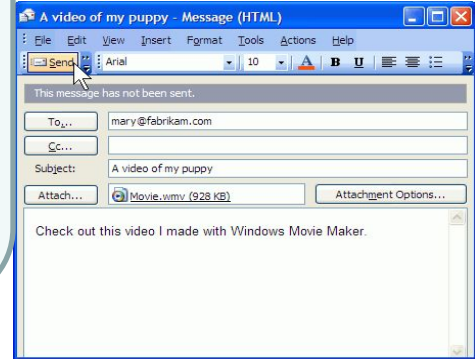 A video of my puppy - Message (HTML)
File Edit View Insert Format Tools Actions Help
Send Arial 10 A B U
This message has not been sent.
To... mary@fabrikam.com
Cc...
Subject: A video of my puppy
Attach... Movie.wmv (928 KB) Attachment Options...
Check out this video I made with Windows Movie Maker.